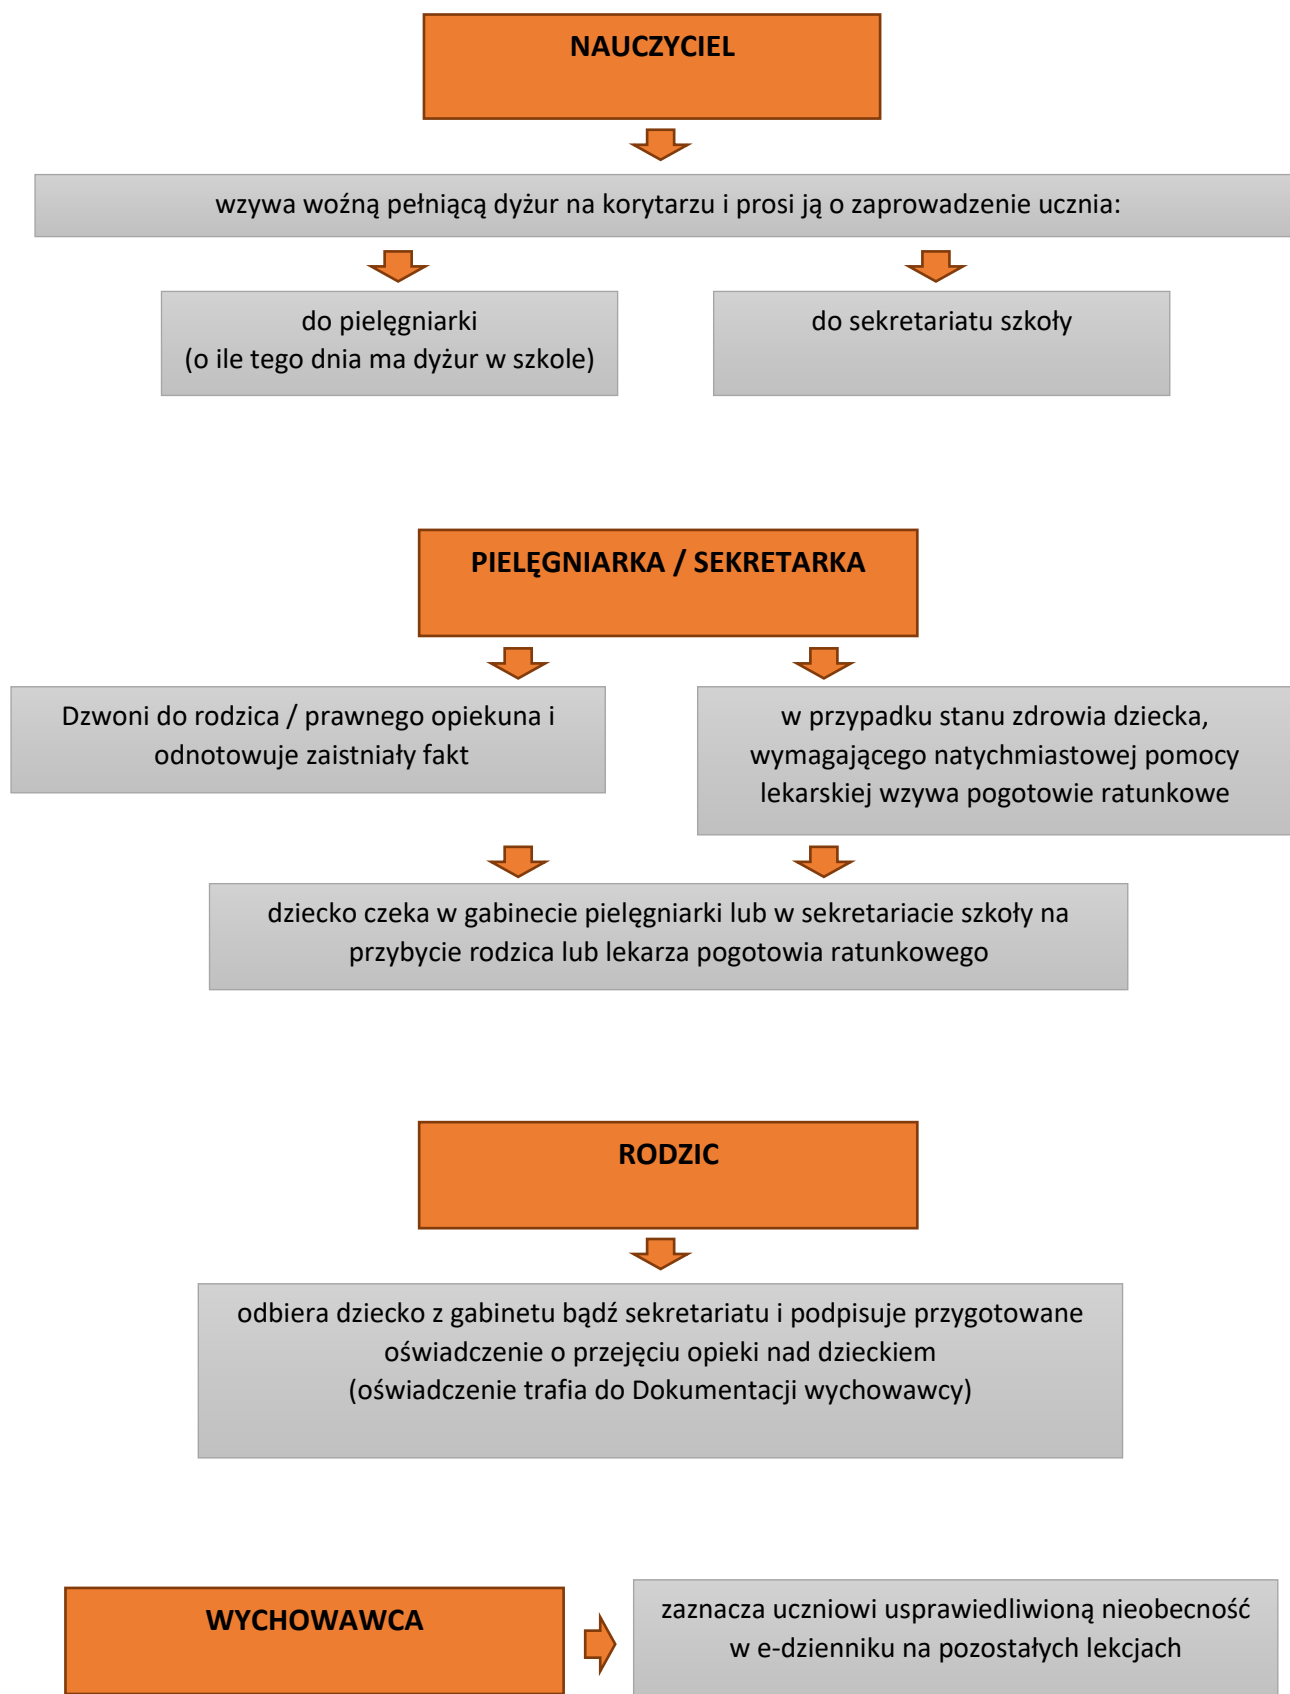 NAUCZYCIEL
wzywa woźną pełniącą dyżur na korytarzu i prosi ją o zaprowadzenie ucznia:
do pielęgniarki
(o ile tego dnia ma dyżur w szkole)
do sekretariatu szkoły
PIELĘGNIARKA / SEKRETARKA
Dzwoni do rodzica / prawnego opiekuna i
odnotowuje zaistniały fakt
w przypadku stanu zdrowia dziecka,
wymagającego natychmiastowej pomocy
lekarskiej wzywa pogotowie ratunkowe
dziecko czeka w gabinecie pielęgniarki lub w sekretariacie szkoły na
przybycie rodzica lub lekarza pogotowia ratunkowego
RODZIC
odbiera dziecko z gabinetu bądź sekretariatu i podpisuje przygotowane
oświadczenie o przejęciu opieki nad dzieckiem
(oświadczenie trafia do Dokumentacji wychowawcy)
WYCHOWAWCA
zaznacza uczniowi usprawiedliwioną nieobecność
w e-dzienniku na pozostałych lekcjach